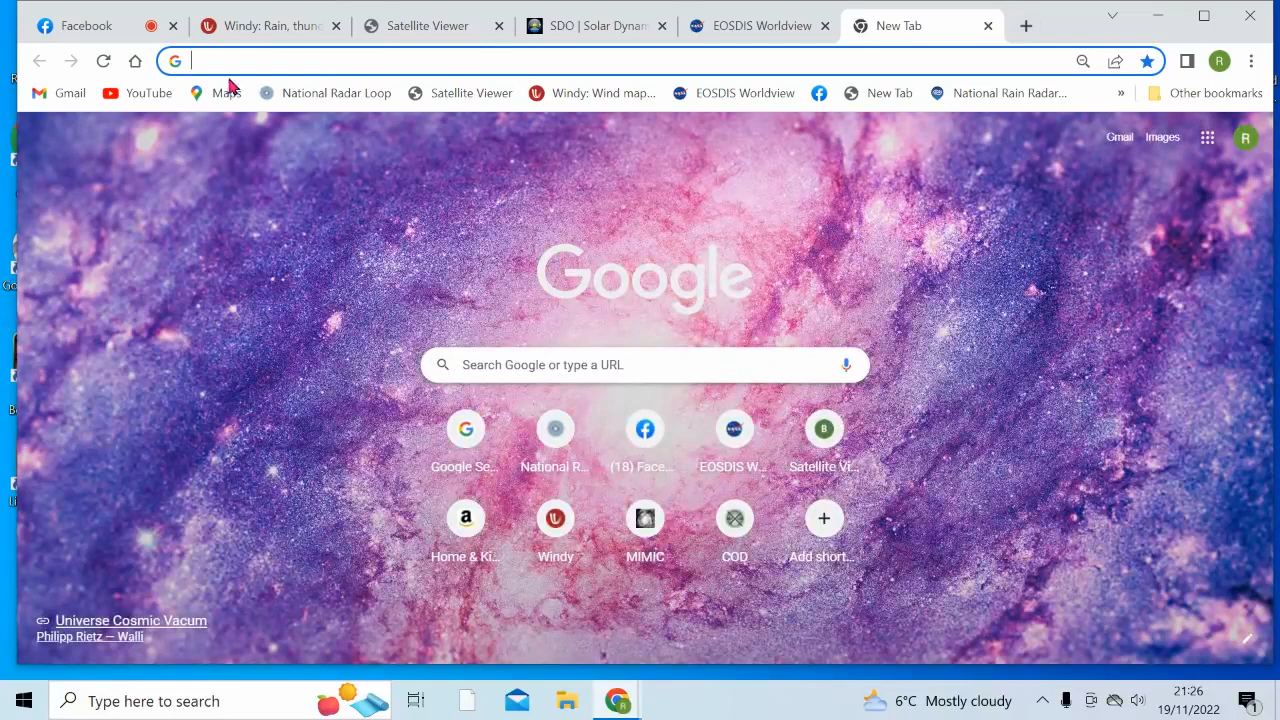 Facebook
Windy: Rain, thund
Satellite Viewer
SDO | Solar Dynam
EOSDIS Worldview
New Tab
R
Gmail
YouTube
Maps
National Radar Loop
Satellite Viewer
Windy: Wind map...
EOSDIS Worldview
New Tab
National Rain Radar...
»
Other bookmarks
Gmail
Images
R
Google
Search Google or type a URL
Google Se...
National R...
(18) Face...
EOSDIS W...
B
Satellite Vi...
Home & Ki...
Windy
MIMIC
COD
Add short...
Universe Cosmic Vacum
Philipp Rietz — Walli
Type here to search
6°C Mostly cloudy
21:26
19/11/2022
1